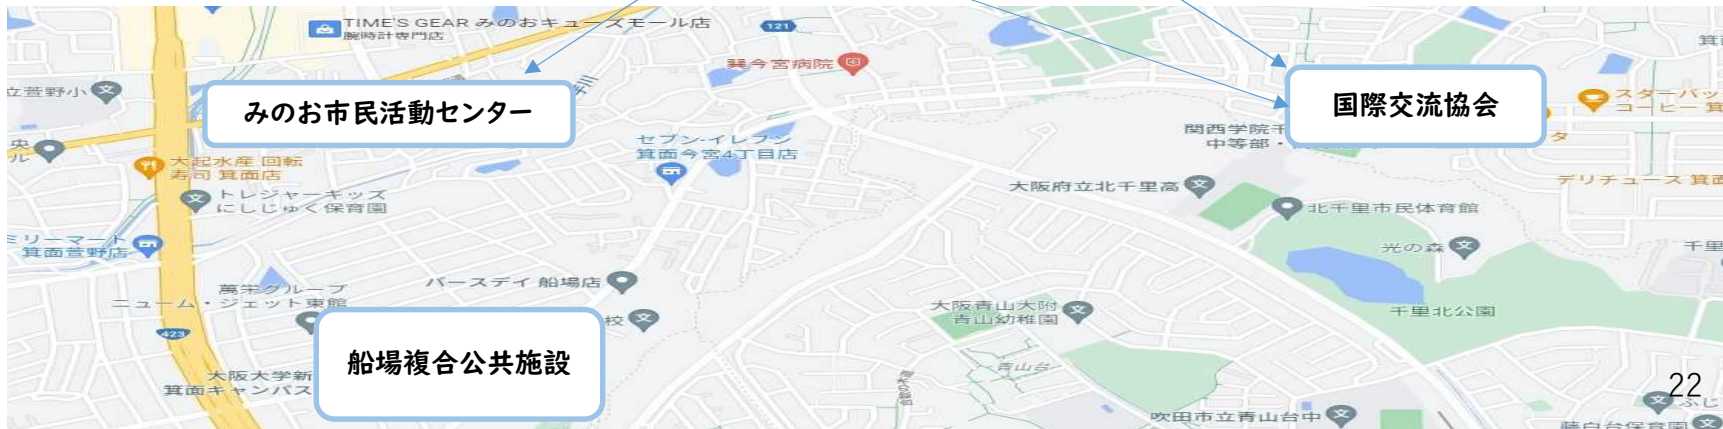 TIME'S GEAR みのおキューズモール店
腕時計専門店
121
巽今宮病院
立萱野小
みのお市民活動センター
国際交流協会
スターバッ
コーヒー 箕
セブン-イレブン
箕面今宮4丁目店
関西学院千
中等部・
大起水産 回転
寿司 箕面店
トレジャーキッズ
にしじゅく保育園
大阪府立北千里高
デリチュース 箕面
北千里市民体育館
ミリーマート
箕面萱野店
光の森
千里
バースデイ 船場店
萬栄グループ
ニューム・ジェット東館
大阪青山大附
青山幼稚園
千里北公園
校
423
船場複合公共施設
大阪大学新
箕面キャンパス
青山台
22
吹田市立青山台中
藤白台保育園